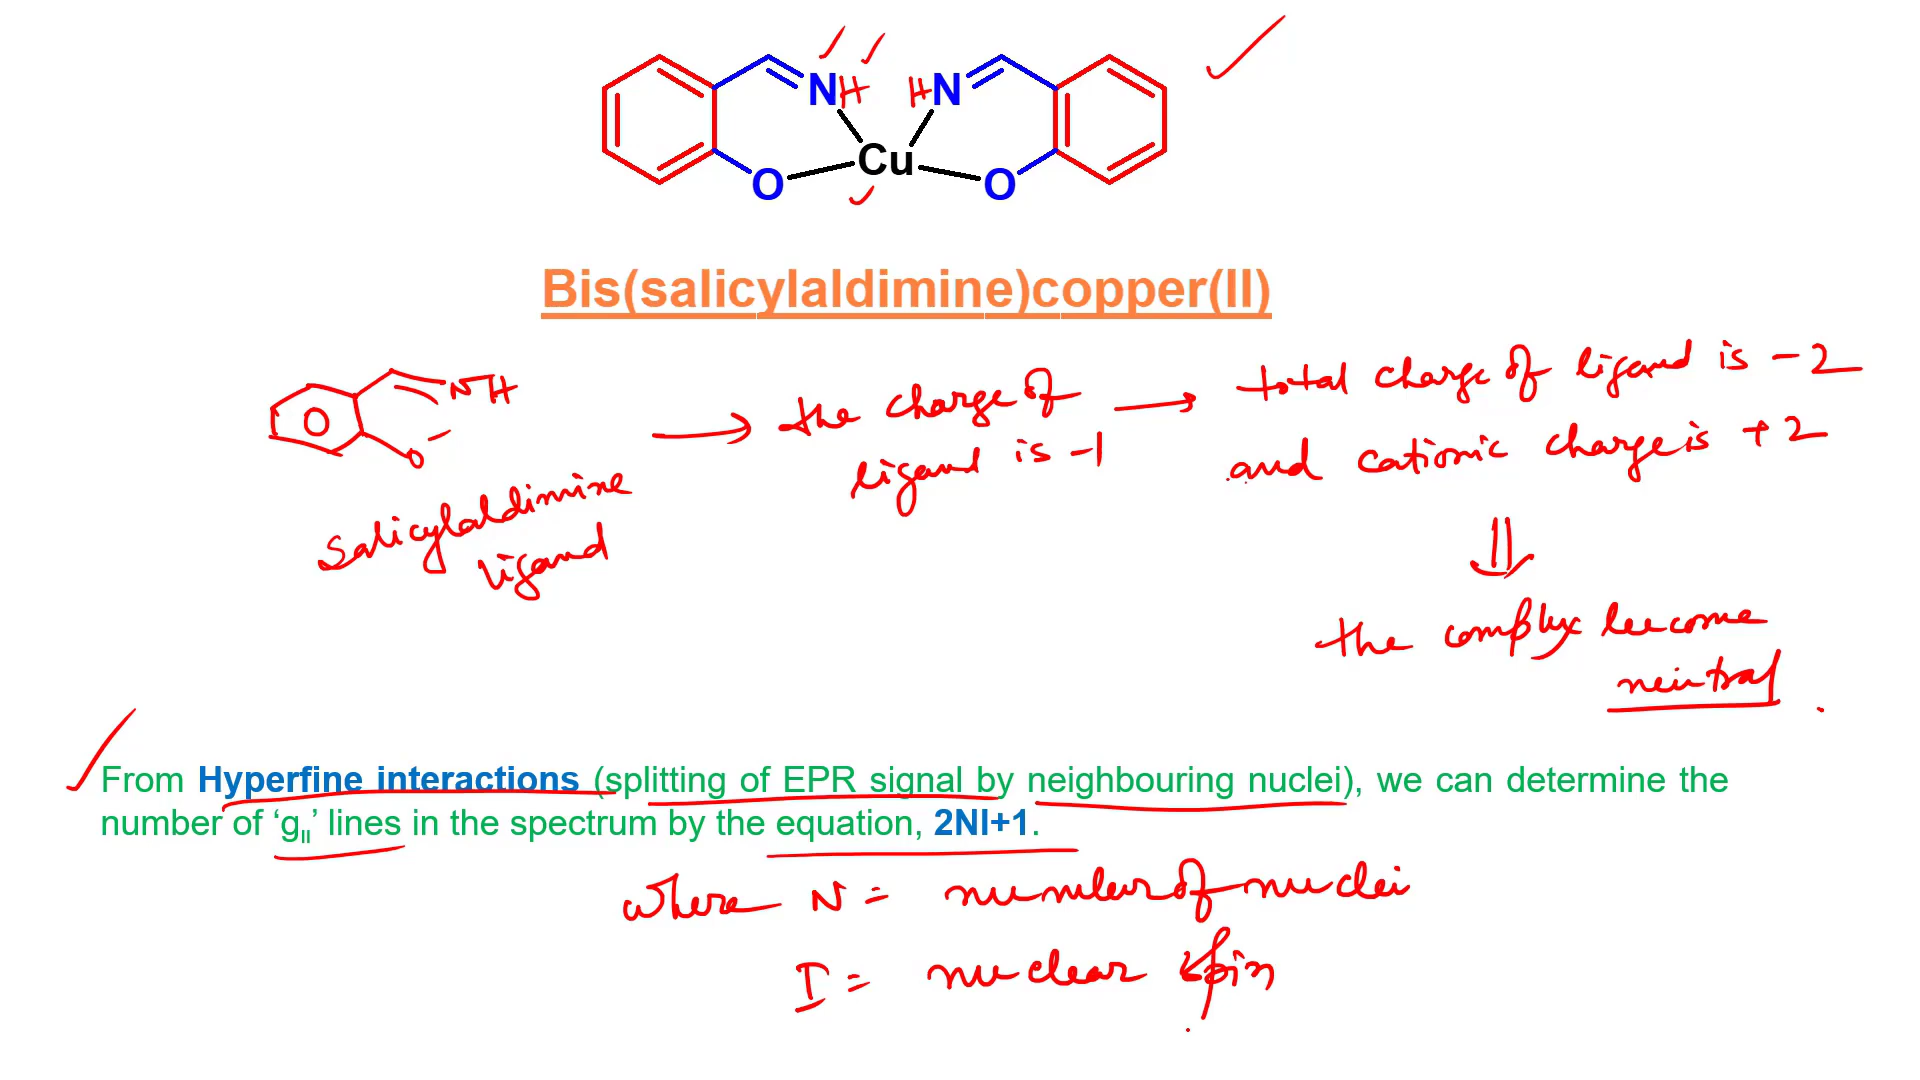 NH HN
Cu
O O
Bis(salicylaldimine)copper(II)
NH
O
O⁻
salicylaldimine
ligand
the charge of
ligand is -1
total charge of ligand is -2
and cationic charge is +2
the complex become
neutral.
From Hyperfine interactions (splitting of EPR signal by neighbouring nuclei), we can determine the
number of ‘g||’ lines in the spectrum by the equation, 2NI+1.
where N = number of nuclei
I = nuclear spin